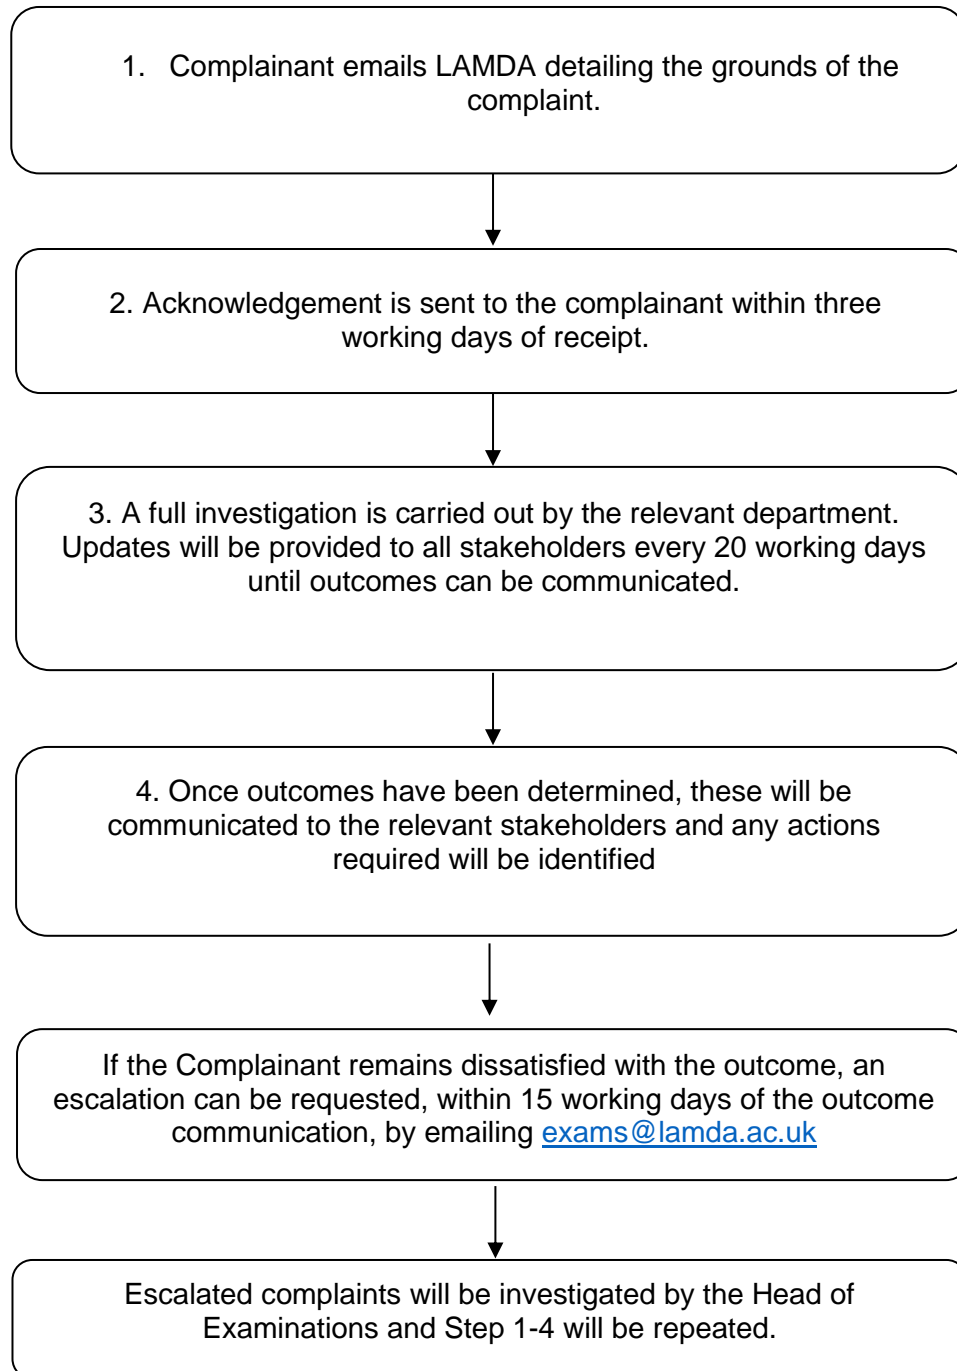 1. Complainant emails LAMDA detailing the grounds of the
complaint.
2. Acknowledgement is sent to the complainant within three
working days of receipt.
3. A full investigation is carried out by the relevant department.
Updates will be provided to all stakeholders every 20 working days
until outcomes can be communicated.
4. Once outcomes have been determined, these will be
communicated to the relevant stakeholders and any actions
required will be identified
If the Complainant remains dissatisfied with the outcome, an
escalation can be requested, within 15 working days of the outcome
communication, by emailing exams@lamda.ac.uk
Escalated complaints will be investigated by the Head of
Examinations and Step 1-4 will be repeated.